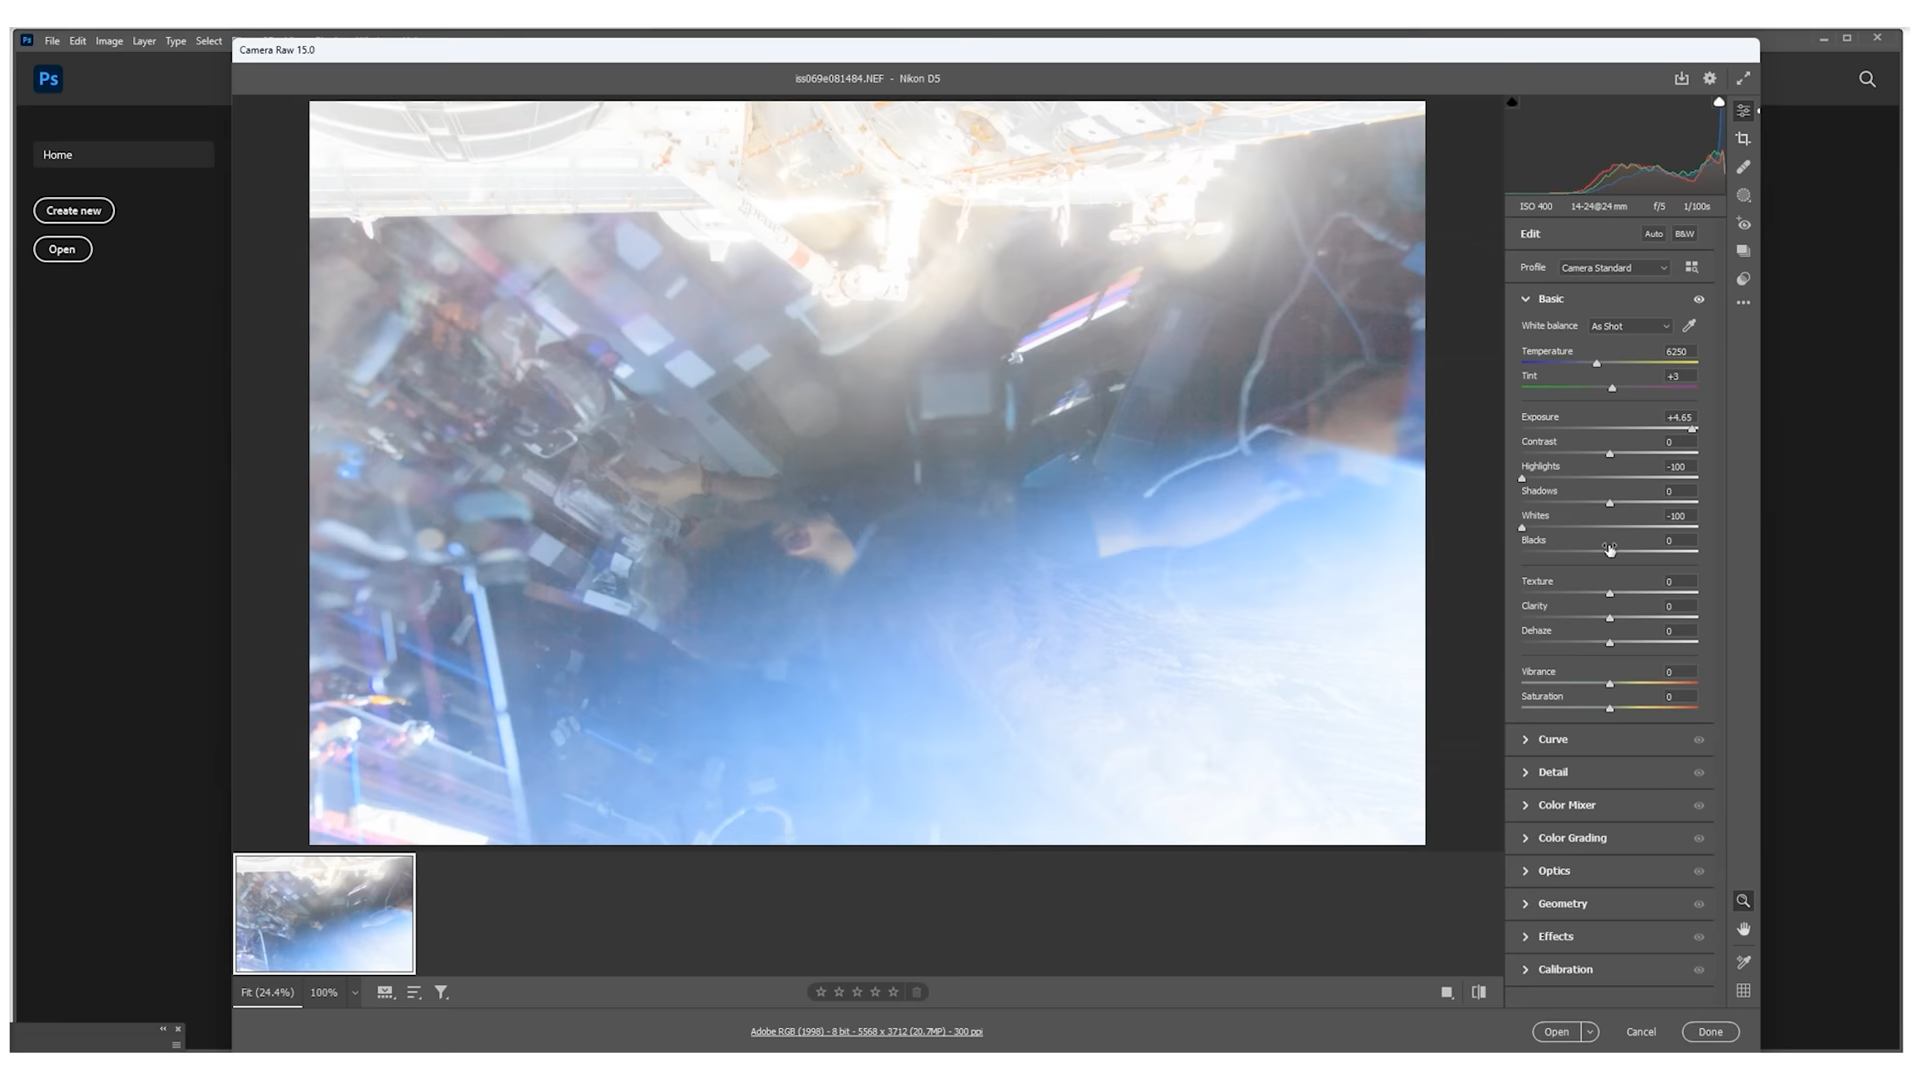 Ps File Edit Image Layer Type Select
Camera Raw 15.0
Ps
iss069e081484.NEF - Nikon D5
Home
Create new
Open
ISO 400 14-24@24 mm f/5 1/100s
Edit Auto B&W
Profile Camera Standard
Basic
White balance As Shot
Temperature 6250
Tint +3
Exposure +4.65
Contrast 0
Highlights -100
Shadows 0
Whites -100
Blacks 0
Texture 0
Clarity 0
Dehaze 0
Vibrance 0
Saturation 0
Curve
Detail
Color Mixer
Color Grading
Optics
Geometry
Effects
Calibration
Fit (24.4%) 100%
Adobe RGB (1998) - 8 bit - 5568 x 3712 (20.7MP) - 300 ppi
Open Cancel Done